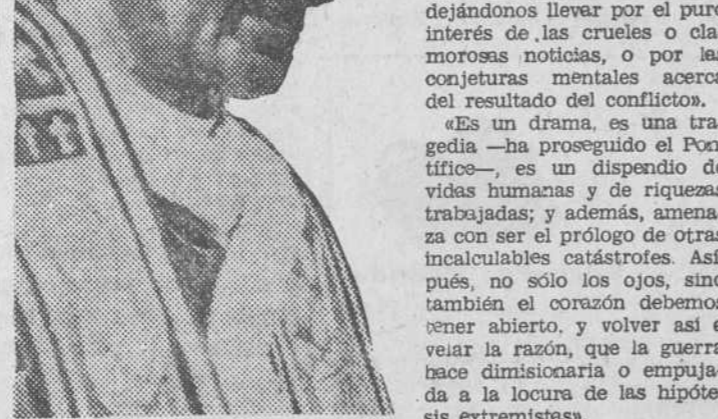 dejándonos llevar por el puro
interés de las crueles o cla
morosas noticias, o por las
conjeturas mentales acerca
del resultado del conflicto».
«Es un drama, es una tra
gedia —ha proseguido el Pon
tífice—, es un dispendio de
vidas humanas y de riquezas
trabajadas; y además, amena
za con ser el prólogo de otras
incalculables catástrofes. Así
pués, no sólo los ojos, sino
también el corazón debemos
tener abierto, y volver así e
velar la razón, que la guerra
hace dimisionaria o empuja-
da a la locura de las hipóte
sis extremistas»